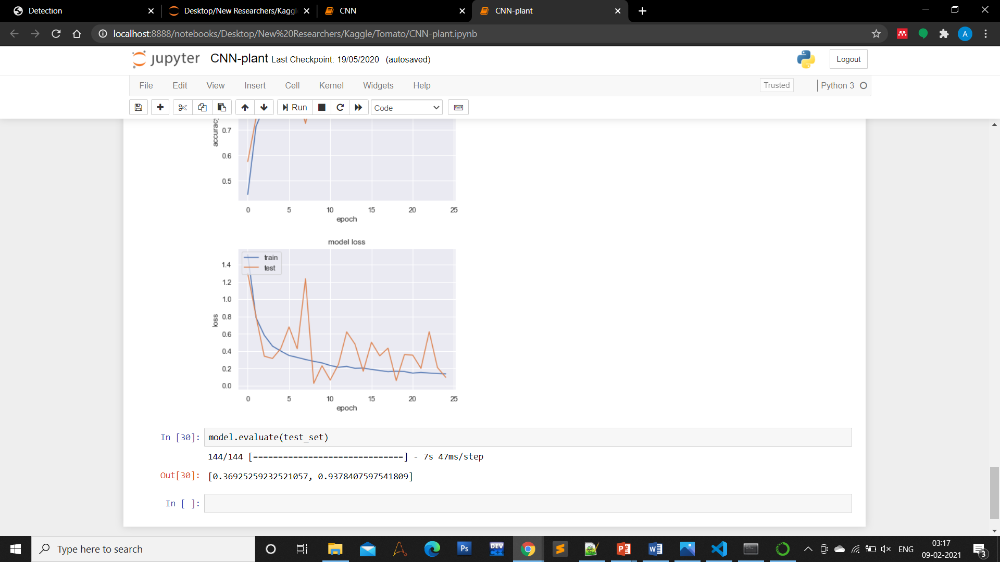 Detection
Desktop/New Researchers/Kaggl
CNN
CNN-plant
localhost:8888/notebooks/Desktop/New%20Researchers/Kaggle/Tomato/CNN-plant.ipynb
A
jupyter CNN-plant Last Checkpoint: 19/05/2020 (autosaved)
Logout
File Edit View Insert Cell Kernel Widgets Help
Trusted
Python 3
Run
Code
accuracy
0.7
0.6
0.5
0 5 10 15 20 25
epoch
model loss
train
test
loss
1.4
1.2
1.0
0.8
0.6
0.4
0.2
0.0
0 5 10 15 20 25
epoch
In [30]: model.evaluate(test_set)
144/144 [==============================] - 7s 47ms/step
Out[30]: [0.36925259232521057, 0.9378407597541809]
In [ ]:
Type here to search
Ps
DEV
C++
ENG
03:17
09-02-2021
3